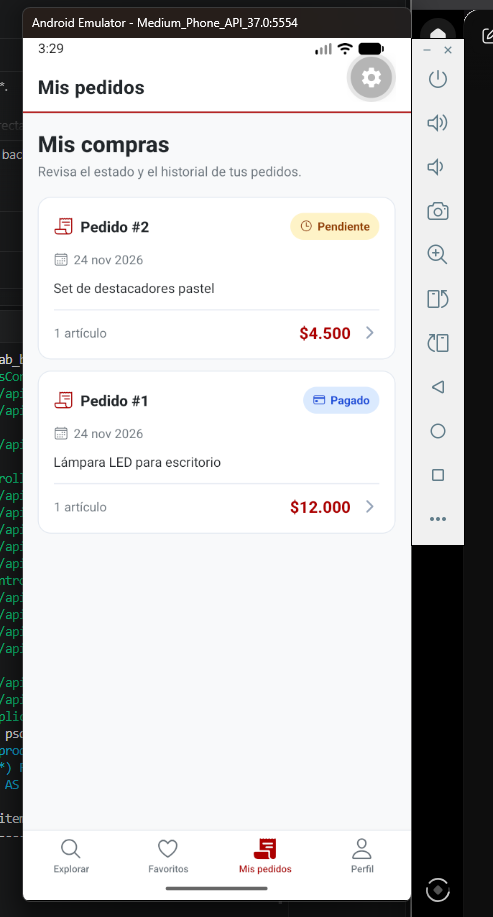 Android Emulator - Medium_Phone_API_37.0:5554
3:29
Mis pedidos
Mis compras
Revisa el estado y el historial de tus pedidos.
Pedido #2
Pendiente
24 nov 2026
Set de destacadores pastel
1 artículo
$4.500
Pedido #1
Pagado
24 nov 2026
Lámpara LED para escritorio
1 artículo
$12.000
Explorar
Favoritos
Mis pedidos
Perfil